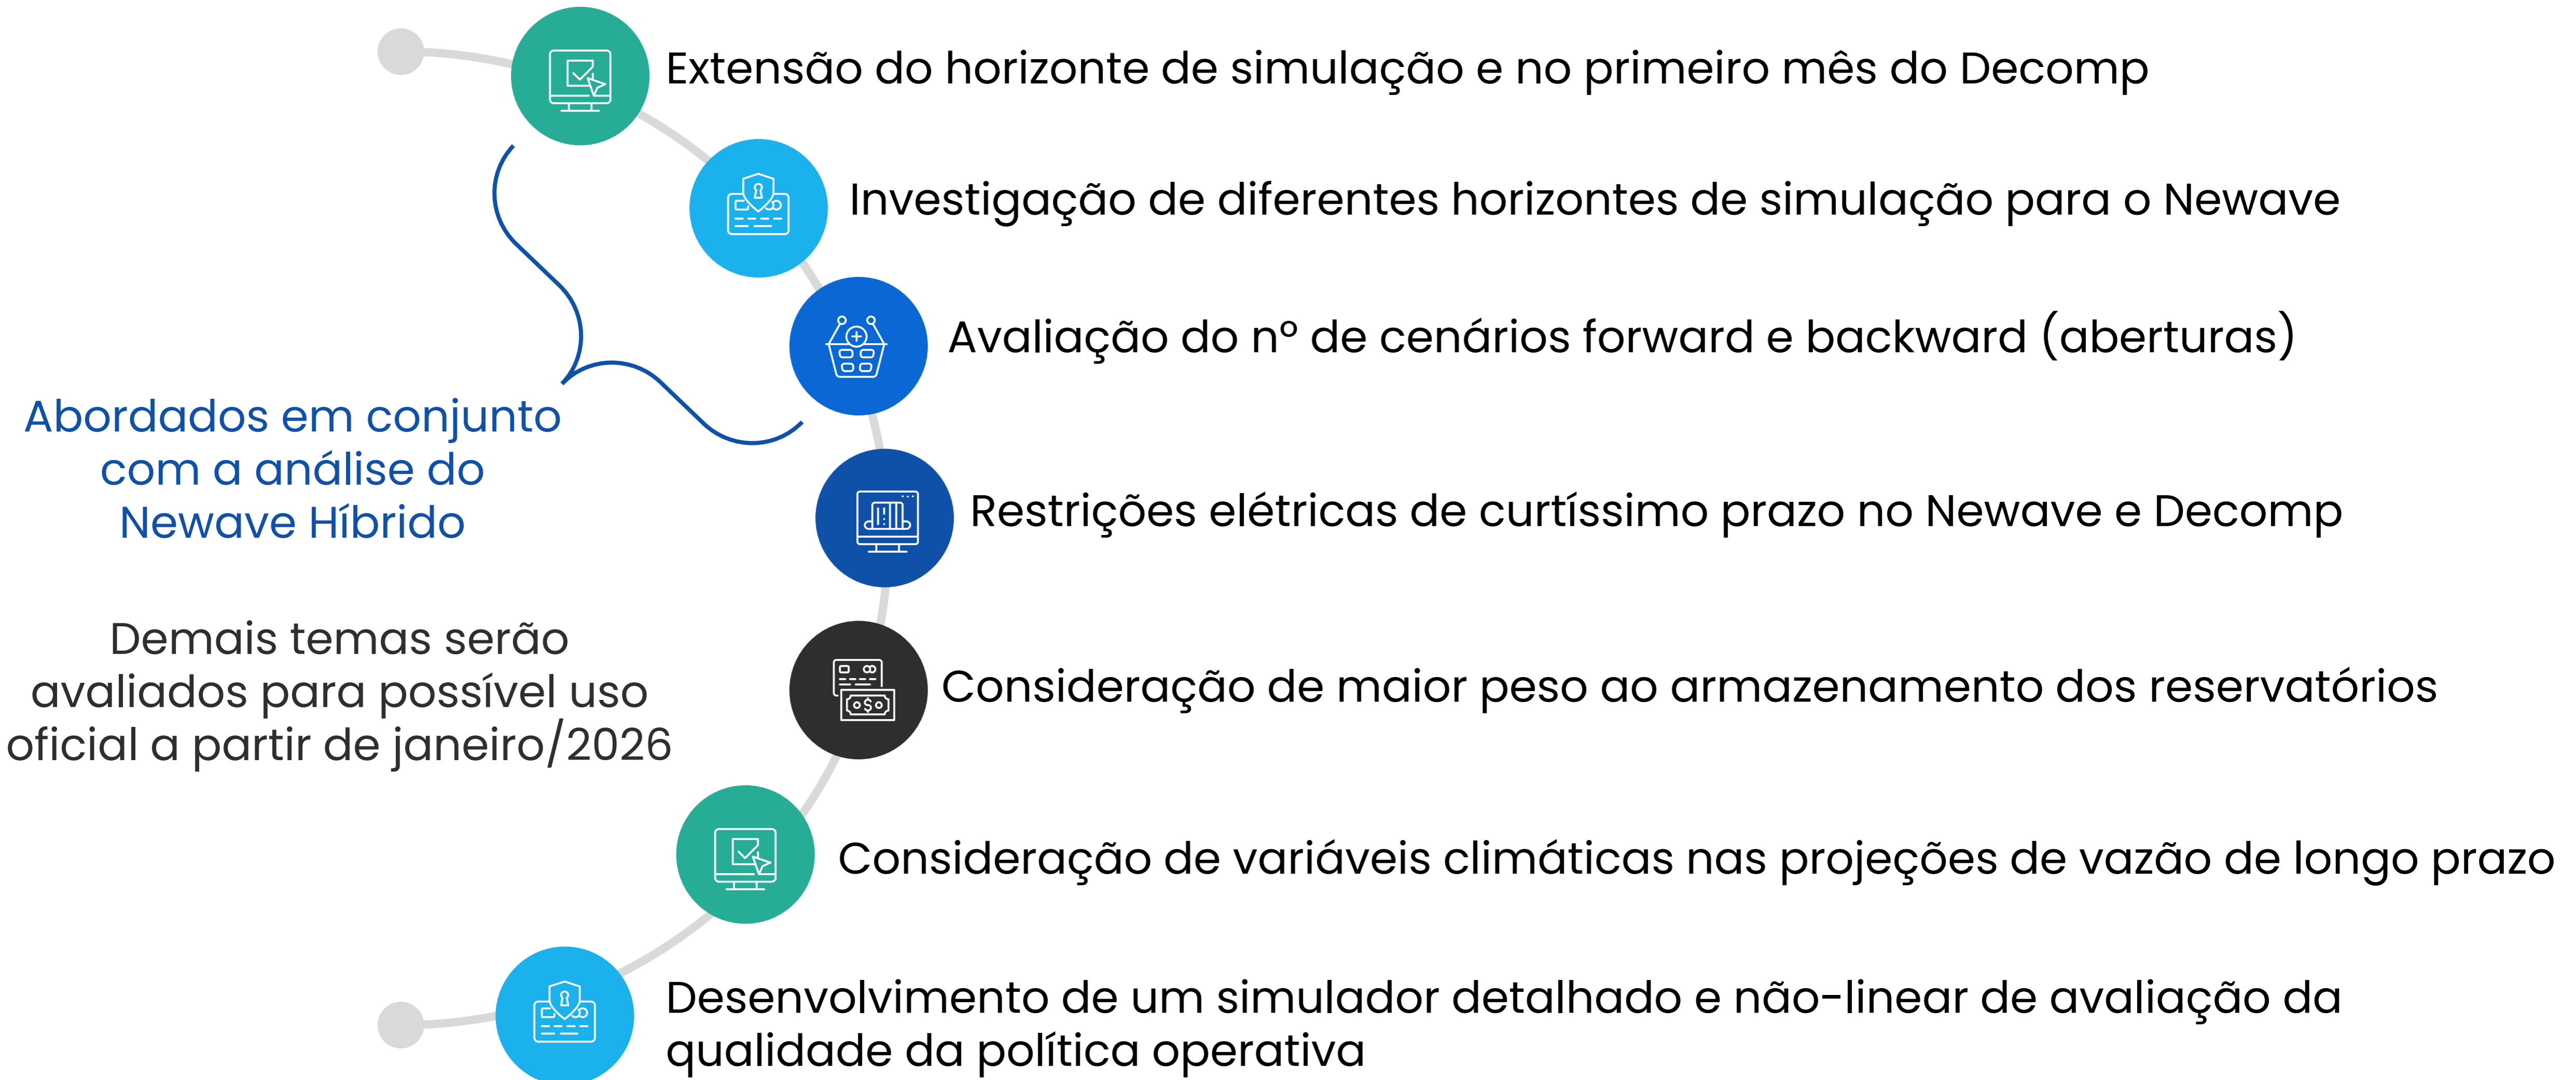 Extensão do horizonte de simulação e no primeiro mês do Decomp
Investigação de diferentes horizontes de simulação para o Newave
Avaliação do nº de cenários forward e backward (aberturas)
Abordados em conjunto
com a análise do
Newave Híbrido
Restrições elétricas de curtíssimo prazo no Newave e Decomp
Demais temas serão
avaliados para possível uso
oficial a partir de janeiro/2026
Consideração de maior peso ao armazenamento dos reservatórios
Consideração de variáveis climáticas nas projeções de vazão de longo prazo
Desenvolvimento de um simulador detalhado e não-linear de avaliação da
qualidade da política operativa